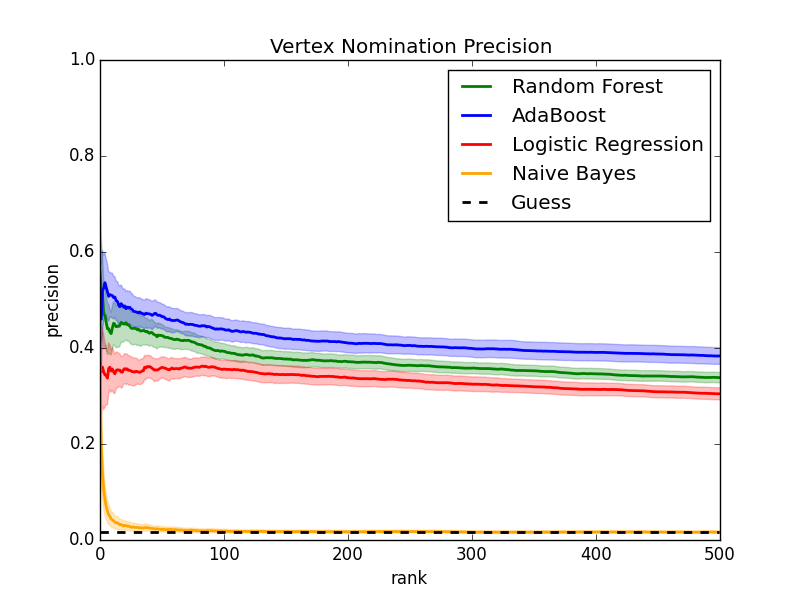 Vertex Nomination Precision
1.0
0.8
0.6
0.4
0.2
0.0
precision
Random Forest
AdaBoost
Logistic Regression
Naive Bayes
Guess
0 100 200 300 400 500
rank